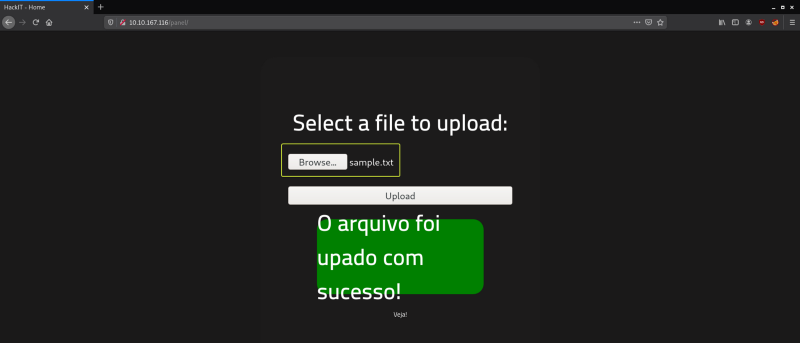 HackIT - Home
10.10.167.116/panel/
Select a file to upload:
Browse... sample.txt
Upload
O arquivo foi
upado com
sucesso!
Veja!